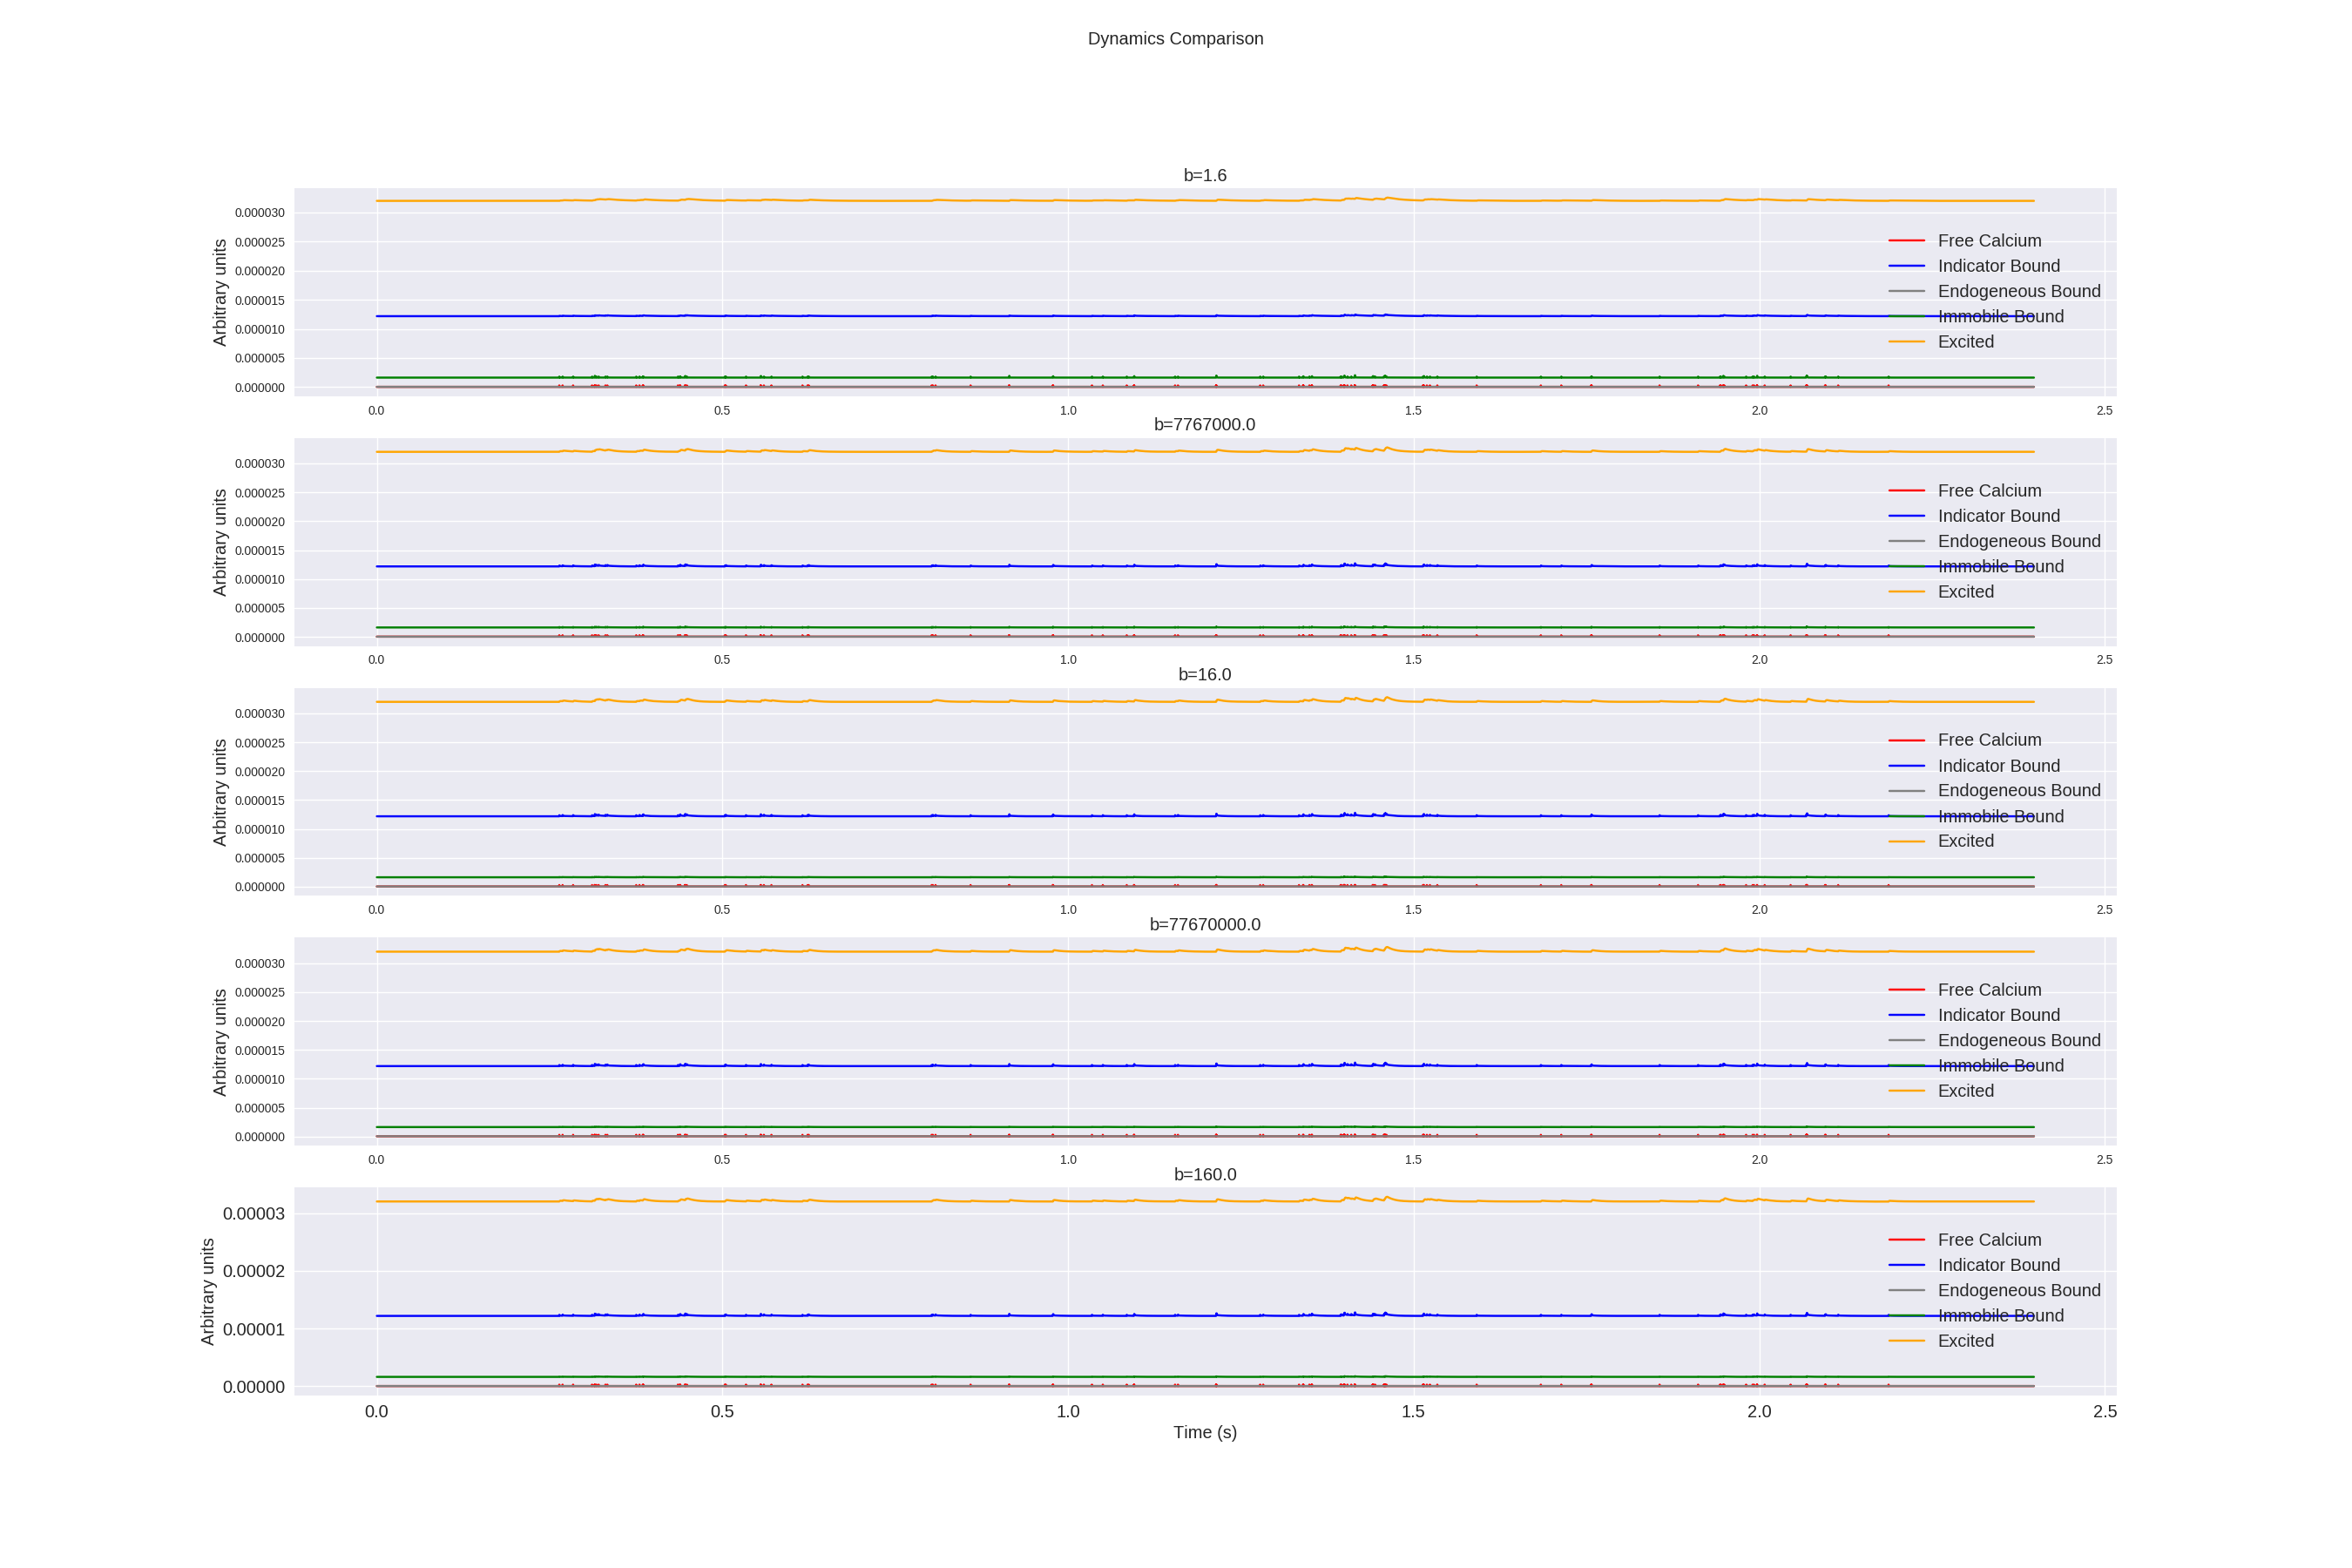 Dynamics Comparison
b=1.6
Arbitrary units
0.000030
0.000025
0.000020
0.000015
0.000010
0.000005
0.000000
Free Calcium
Indicator Bound
Endogeneous Bound
Immobile Bound
Excited
0.0 0.5 1.0 1.5 2.0 2.5
b=7767000.0
Arbitrary units
0.000030
0.000025
0.000020
0.000015
0.000010
0.000005
0.000000
Free Calcium
Indicator Bound
Endogeneous Bound
Immobile Bound
Excited
0.0 0.5 1.0 1.5 2.0 2.5
b=16.0
Arbitrary units
0.000030
0.000025
0.000020
0.000015
0.000010
0.000005
0.000000
Free Calcium
Indicator Bound
Endogeneous Bound
Immobile Bound
Excited
0.0 0.5 1.0 1.5 2.0 2.5
b=77670000.0
Arbitrary units
0.000030
0.000025
0.000020
0.000015
0.000010
0.000005
0.000000
Free Calcium
Indicator Bound
Endogeneous Bound
Immobile Bound
Excited
0.0 0.5 1.0 1.5 2.0 2.5
b=160.0
Arbitrary units
0.00003
0.00002
0.00001
0.00000
Free Calcium
Indicator Bound
Endogeneous Bound
Immobile Bound
Excited
0.0 0.5 1.0 1.5 2.0 2.5
Time (s)